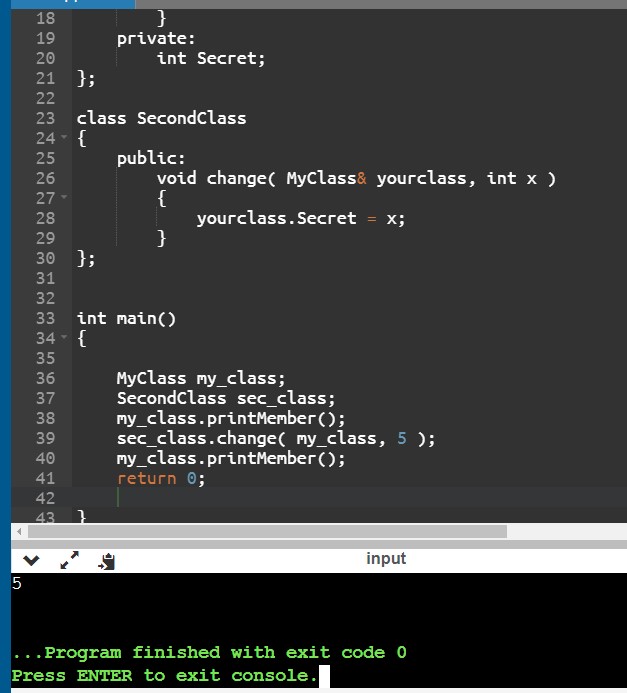 18 }
19 private:
20 int Secret;
21 };
22
23 class SecondClass
24 {
25 public:
26 void change( MyClass& yourclass, int x )
27 {
28 yourclass.Secret = x;
29 }
30 };
31
32
33 int main()
34 {
35
36 MyClass my_class;
37 SecondClass sec_class;
38 my_class.printMember();
39 sec_class.change( my_class, 5 );
40 my_class.printMember();
41 return 0;
42
43 }
input
5
...Program finished with exit code 0
Press ENTER to exit console.